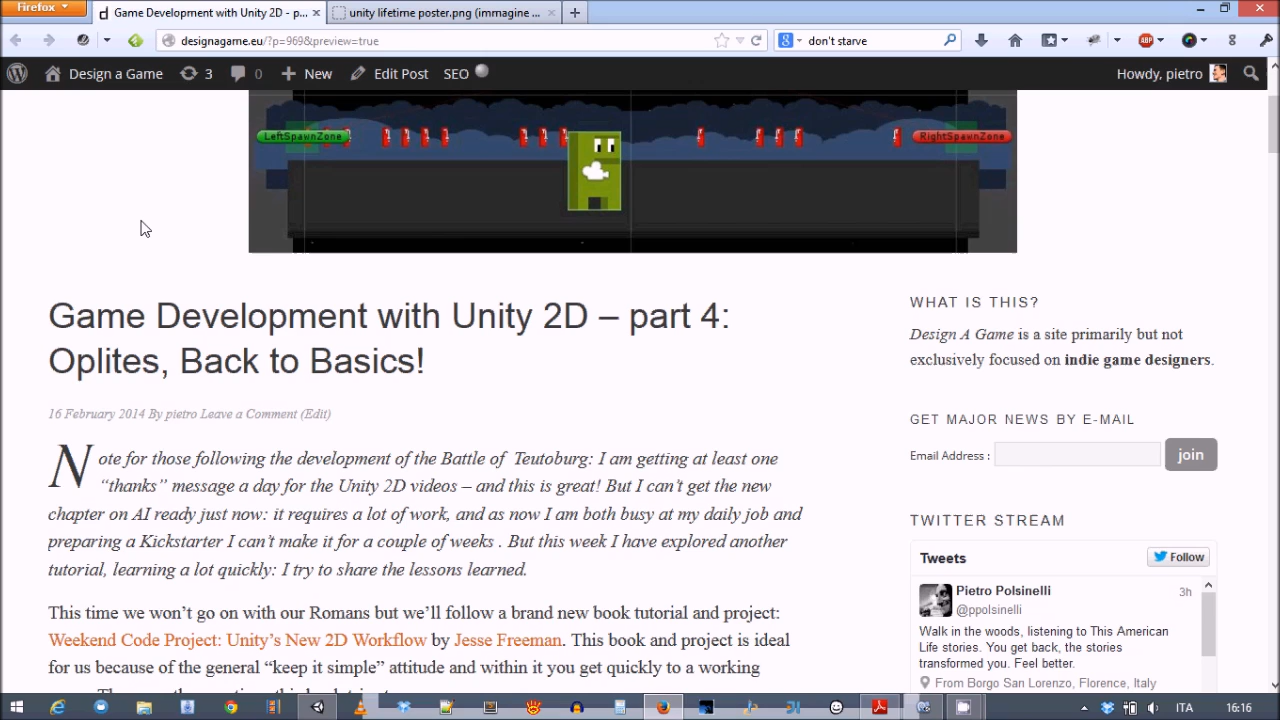 Firefox
Game Development with Unity 2D – p...
unity lifetime poster.png (immagine ...
designagame.eu/?p=969&preview=true
don't starve
Design a Game
3
0
New
Edit Post
SEO
Howdy, pietro
LeftSpawnZone
RightSpawnZone
Game Development with Unity 2D – part 4:
Oplites, Back to Basics!
16 February 2014 By pietro Leave a Comment (Edit)
Note for those following the development of the Battle of Teutoburg: I am getting at least one
“thanks” message a day for the Unity 2D videos – and this is great! But I can’t get the new
chapter on AI ready just now: it requires a lot of work, and as now I am both busy at my daily job and
preparing a Kickstarter I can’t make it for a couple of weeks . But this week I have explored another
tutorial, learning a lot quickly: I try to share the lessons learned.
This time we won’t go on with our Romans but we’ll follow a brand new book tutorial and project:
Weekend Code Project: Unity’s New 2D Workflow by Jesse Freeman. This book and project is ideal
for us because of the general “keep it simple” attitude and within it you get quickly to a working
WHAT IS THIS?
Design A Game is a site primarily but not
exclusively focused on indie game designers.
GET MAJOR NEWS BY E-MAIL
Email Address :
join
TWITTER STREAM
Tweets
Follow
Pietro Polsinelli
3h
@ppolsinelli
Walk in the woods, listening to This American
Life stories. You get back, the stories
transformed you. Feel better.
From Borgo San Lorenzo, Florence, Italy
ITA
16:16